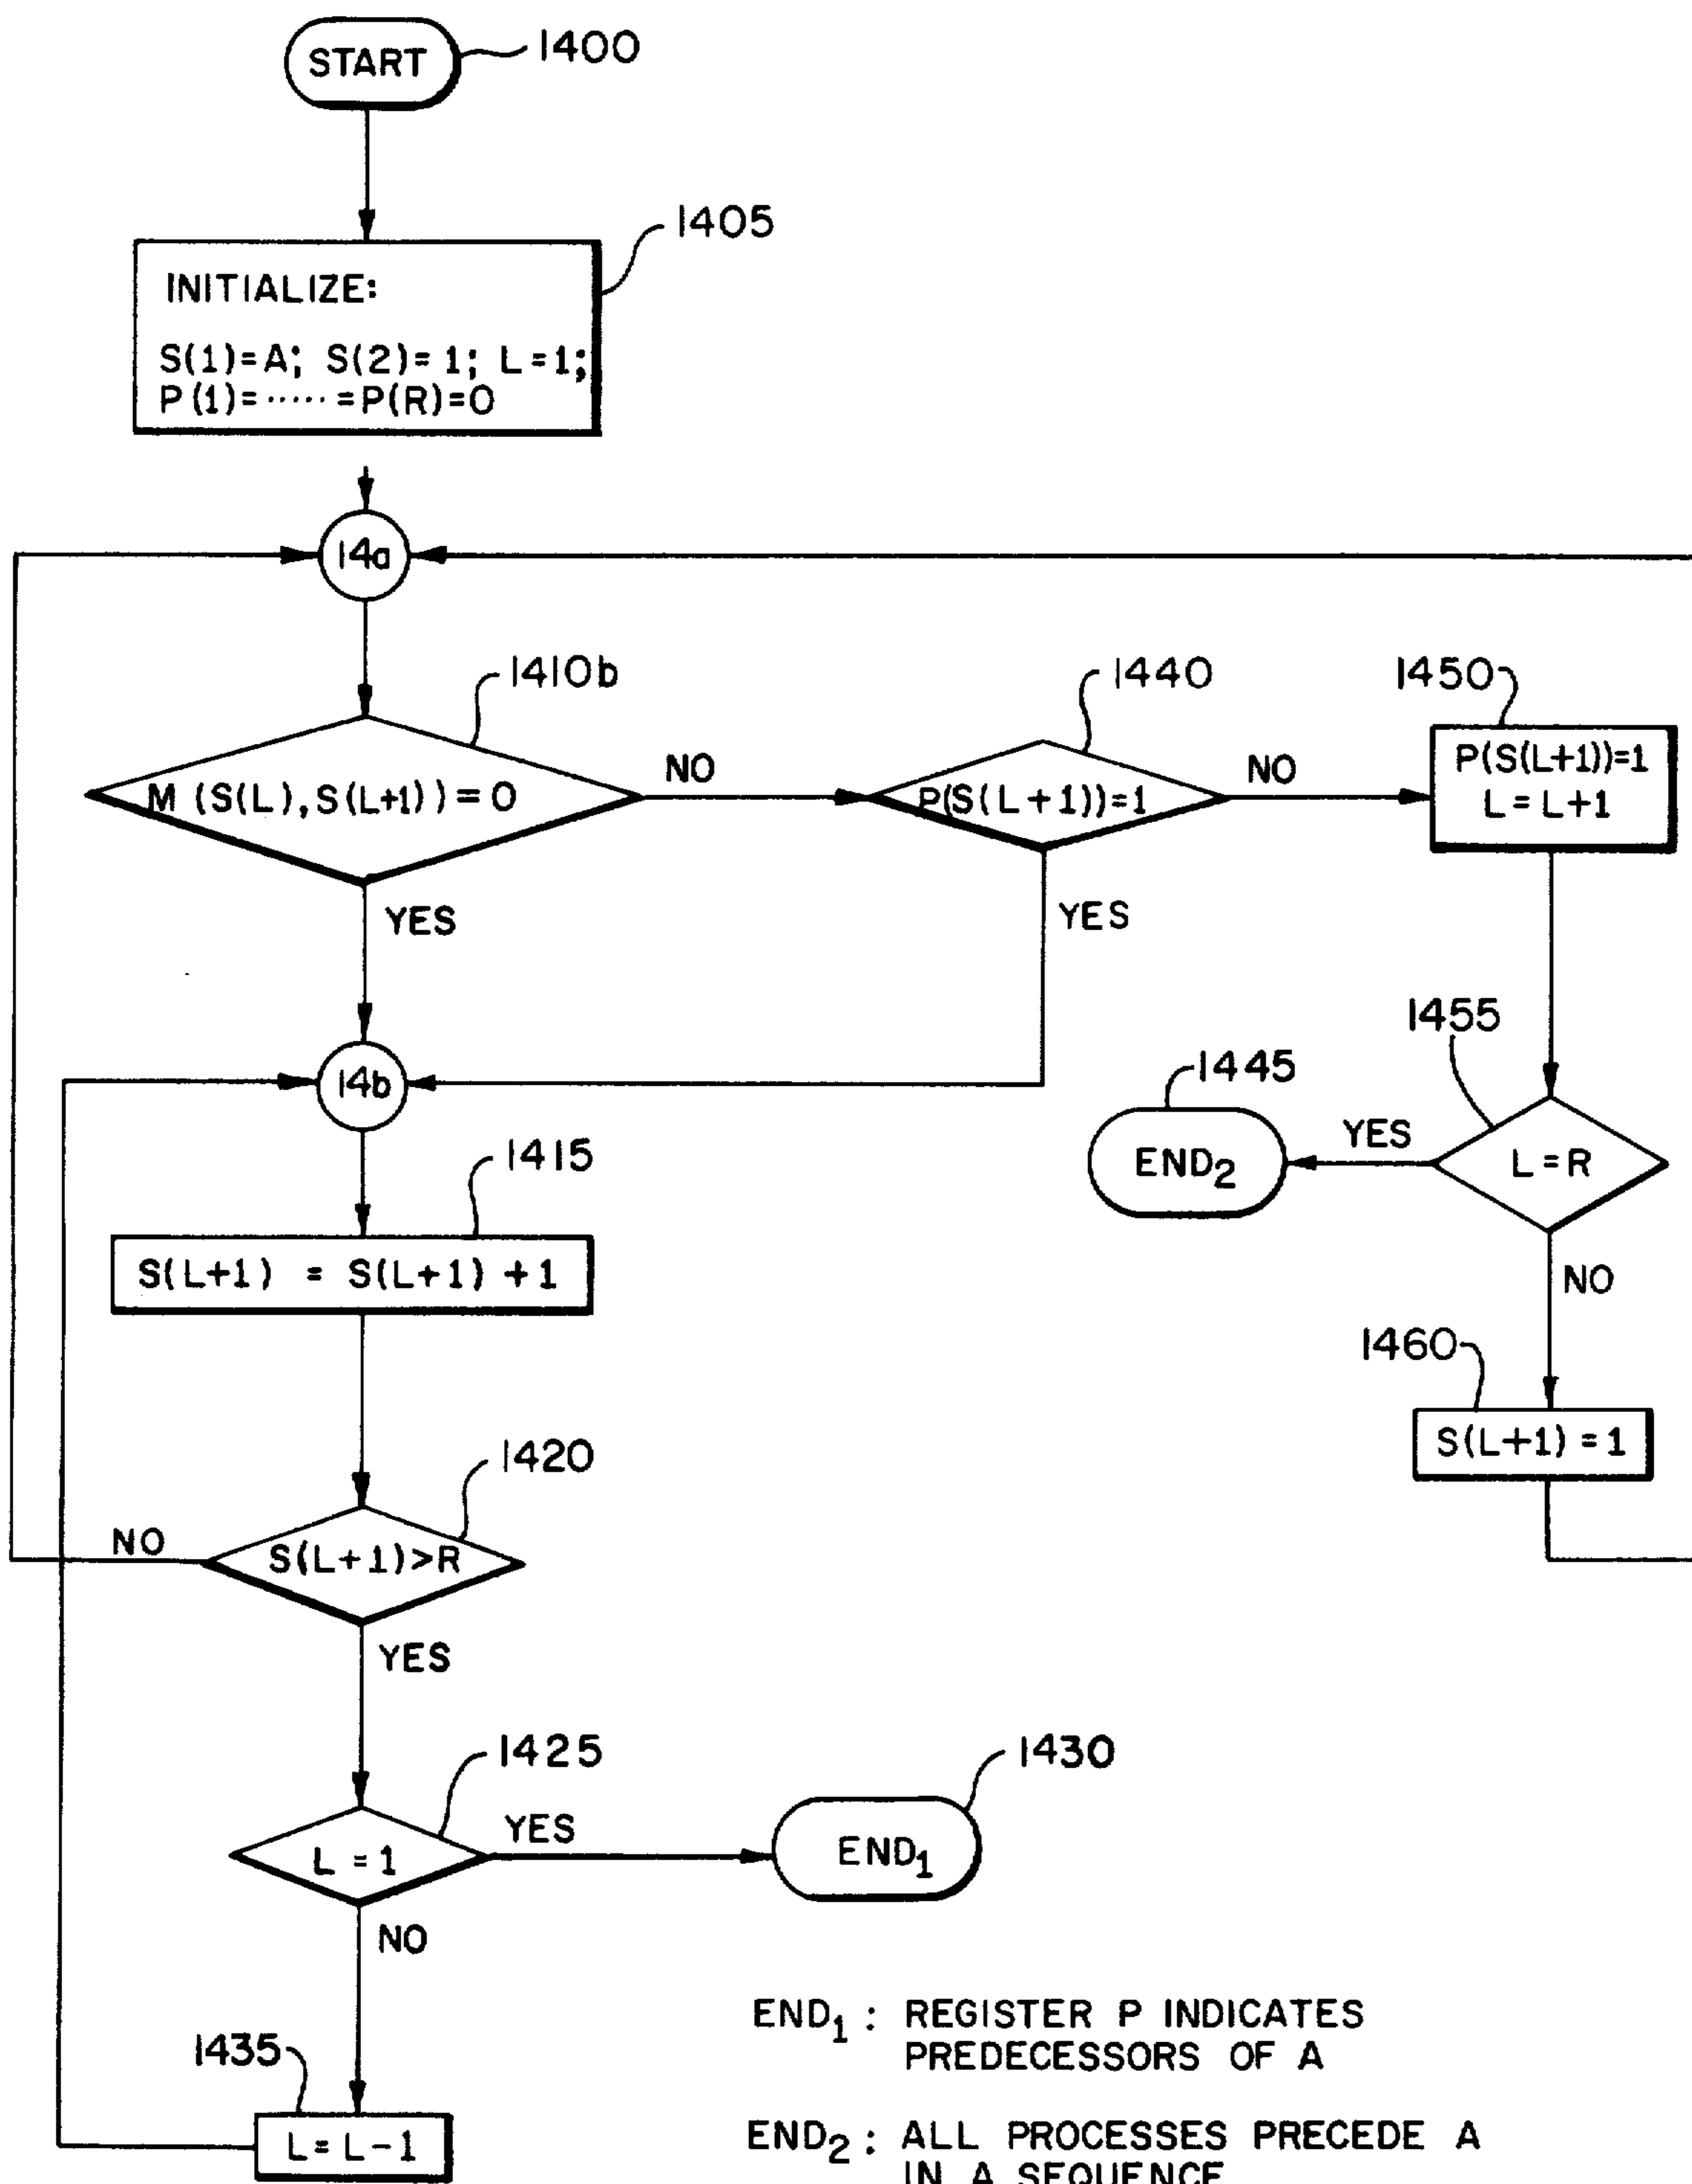 START
1400
1405
INITIALIZE:
S(1)=A; S(2)=1; L=1;
P(1)=.....=P(R)=0
14a
1410b
M (S(L),S(L+1))=0
NO
YES
1440
P(S(L+1))=1
NO
YES
1450
P(S(L+1))=1
L=L+1
14b
1455
L=R
YES
NO
1445
END2
1415
S(L+1) = S(L+1) +1
1460
S(L+1)=1
1420
S(L+1)>R
NO
YES
1425
L=1
YES
NO
1430
END1
1435
L=L-1
END1: REGISTER P INDICATES
PREDECESSORS OF A
END2: ALL PROCESSES PRECEDE A
IN A SEQUENCE